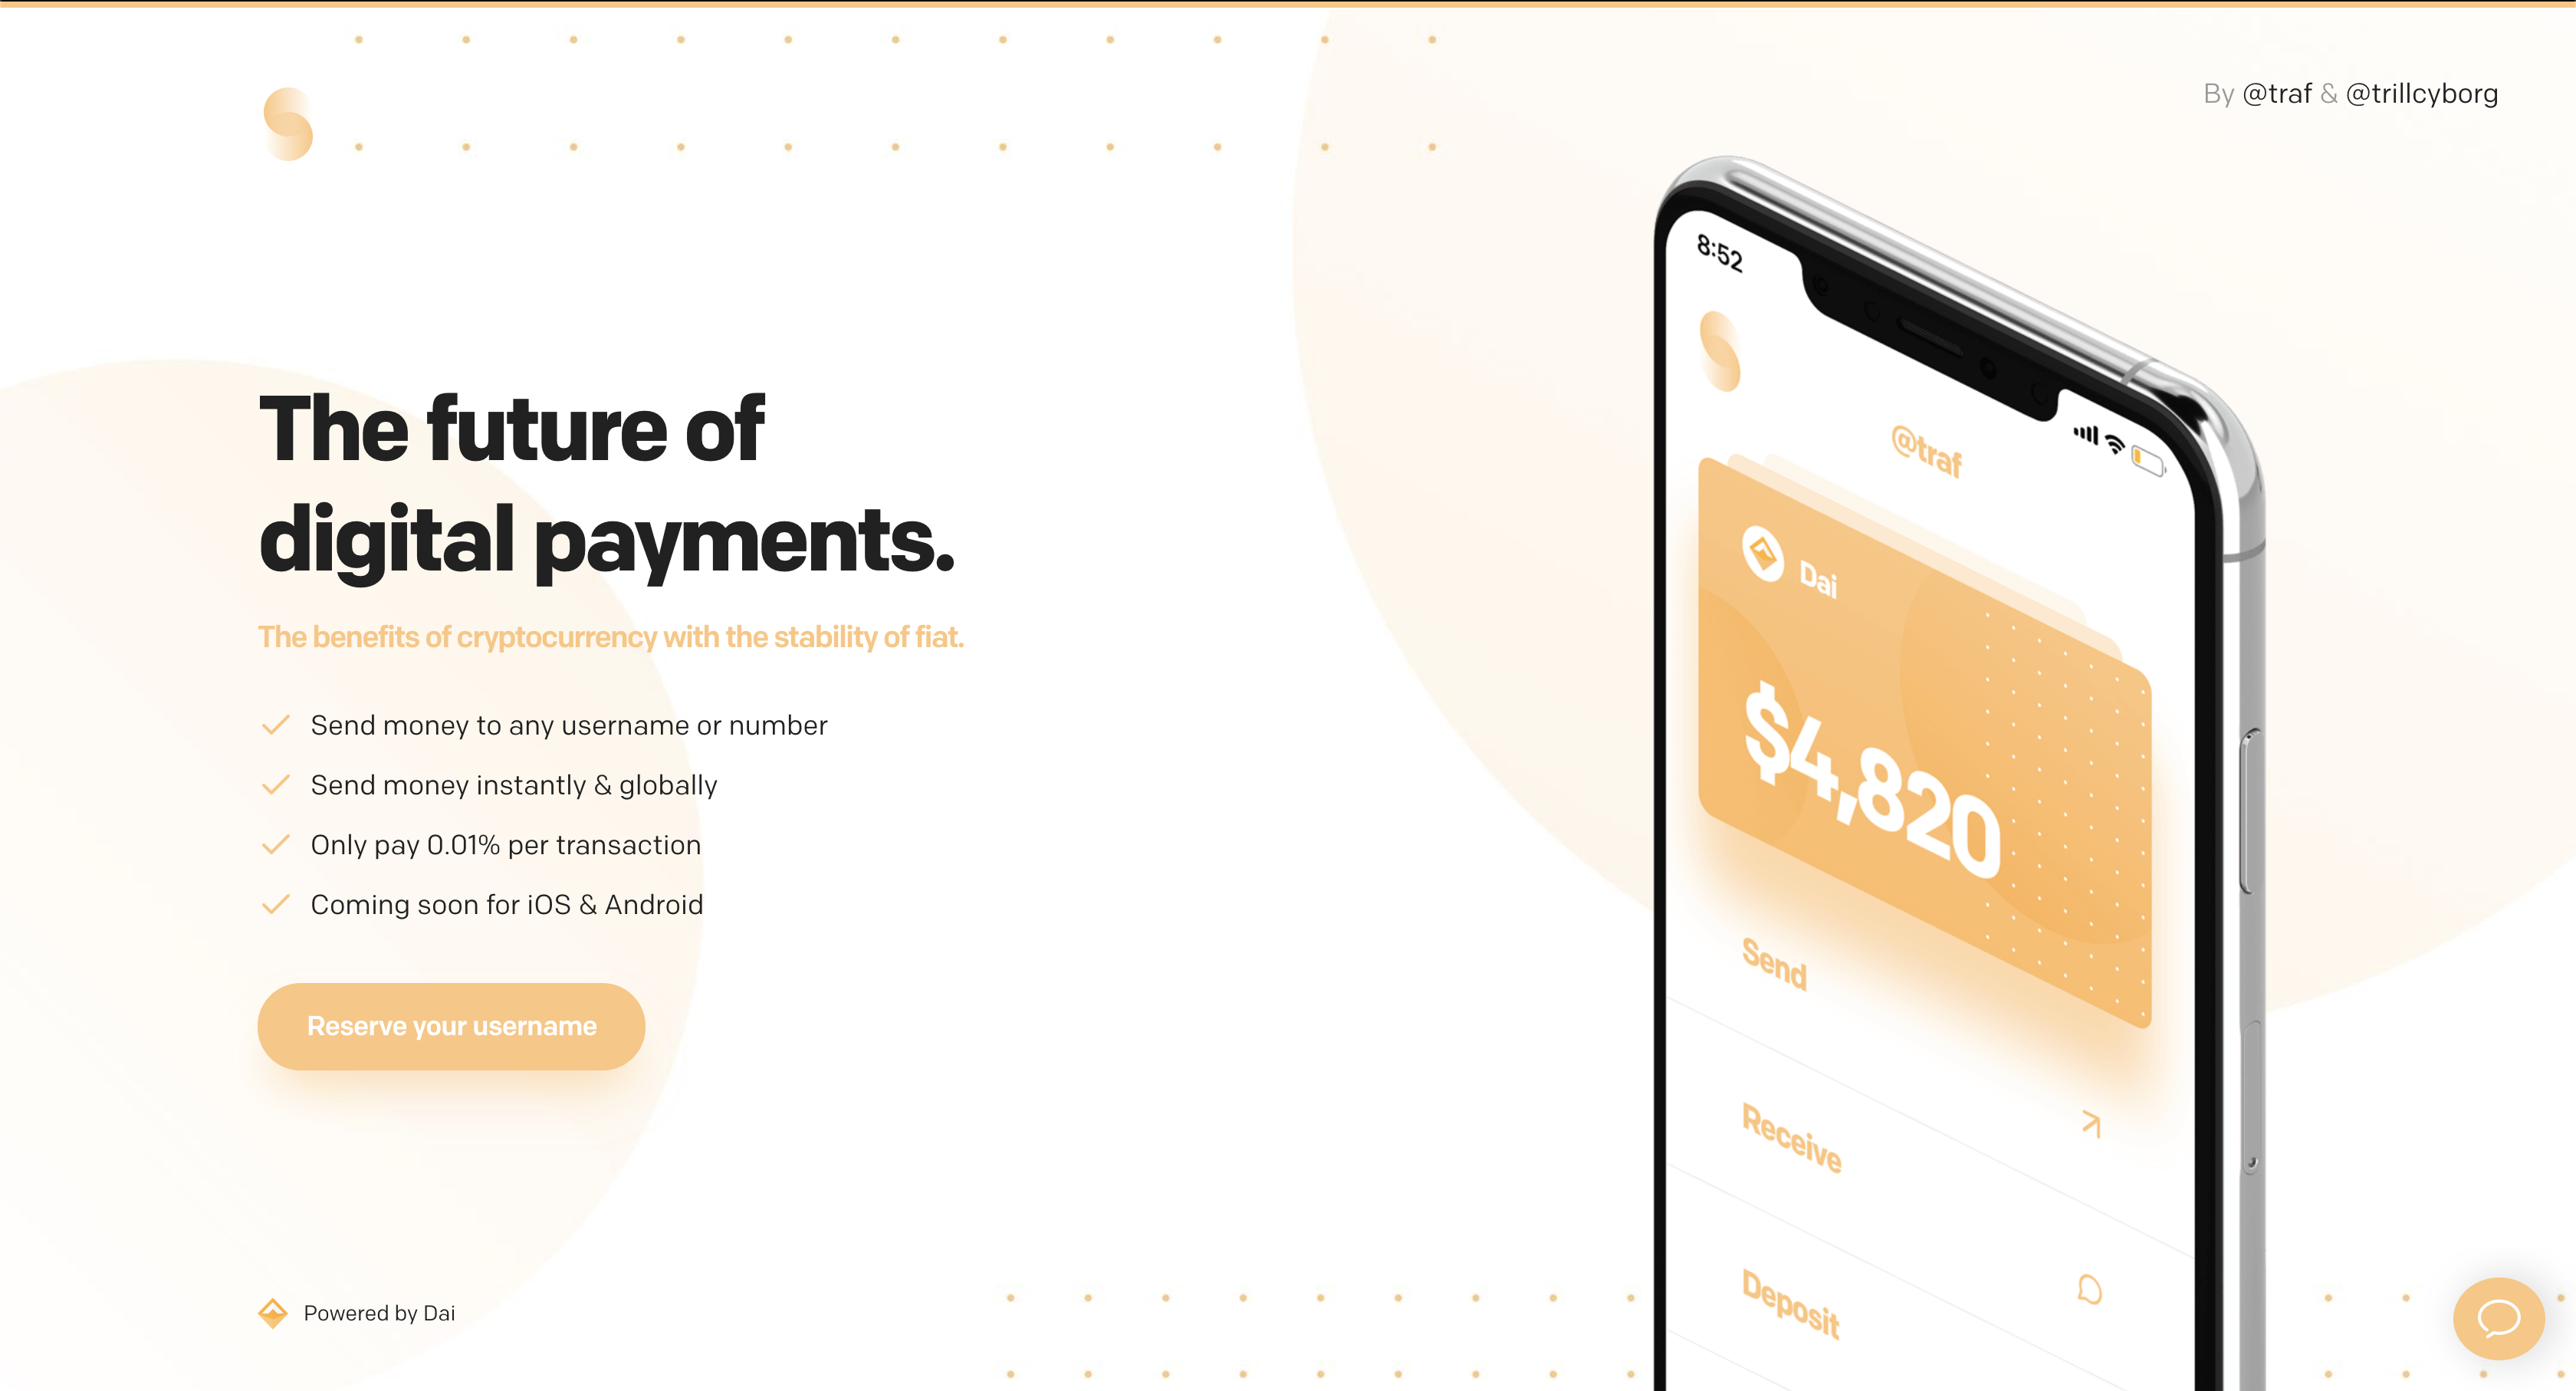 By @traf & @trillcyborg
The future of
digital payments.
The benefits of cryptocurrency with the stability of fiat.
Send money to any username or number
Send money instantly & globally
Only pay 0.01% per transaction
Coming soon for iOS & Android
Reserve your username
Powered by Dai
8:52
@traf
Dai
$4,820
Send
Receive
Deposit